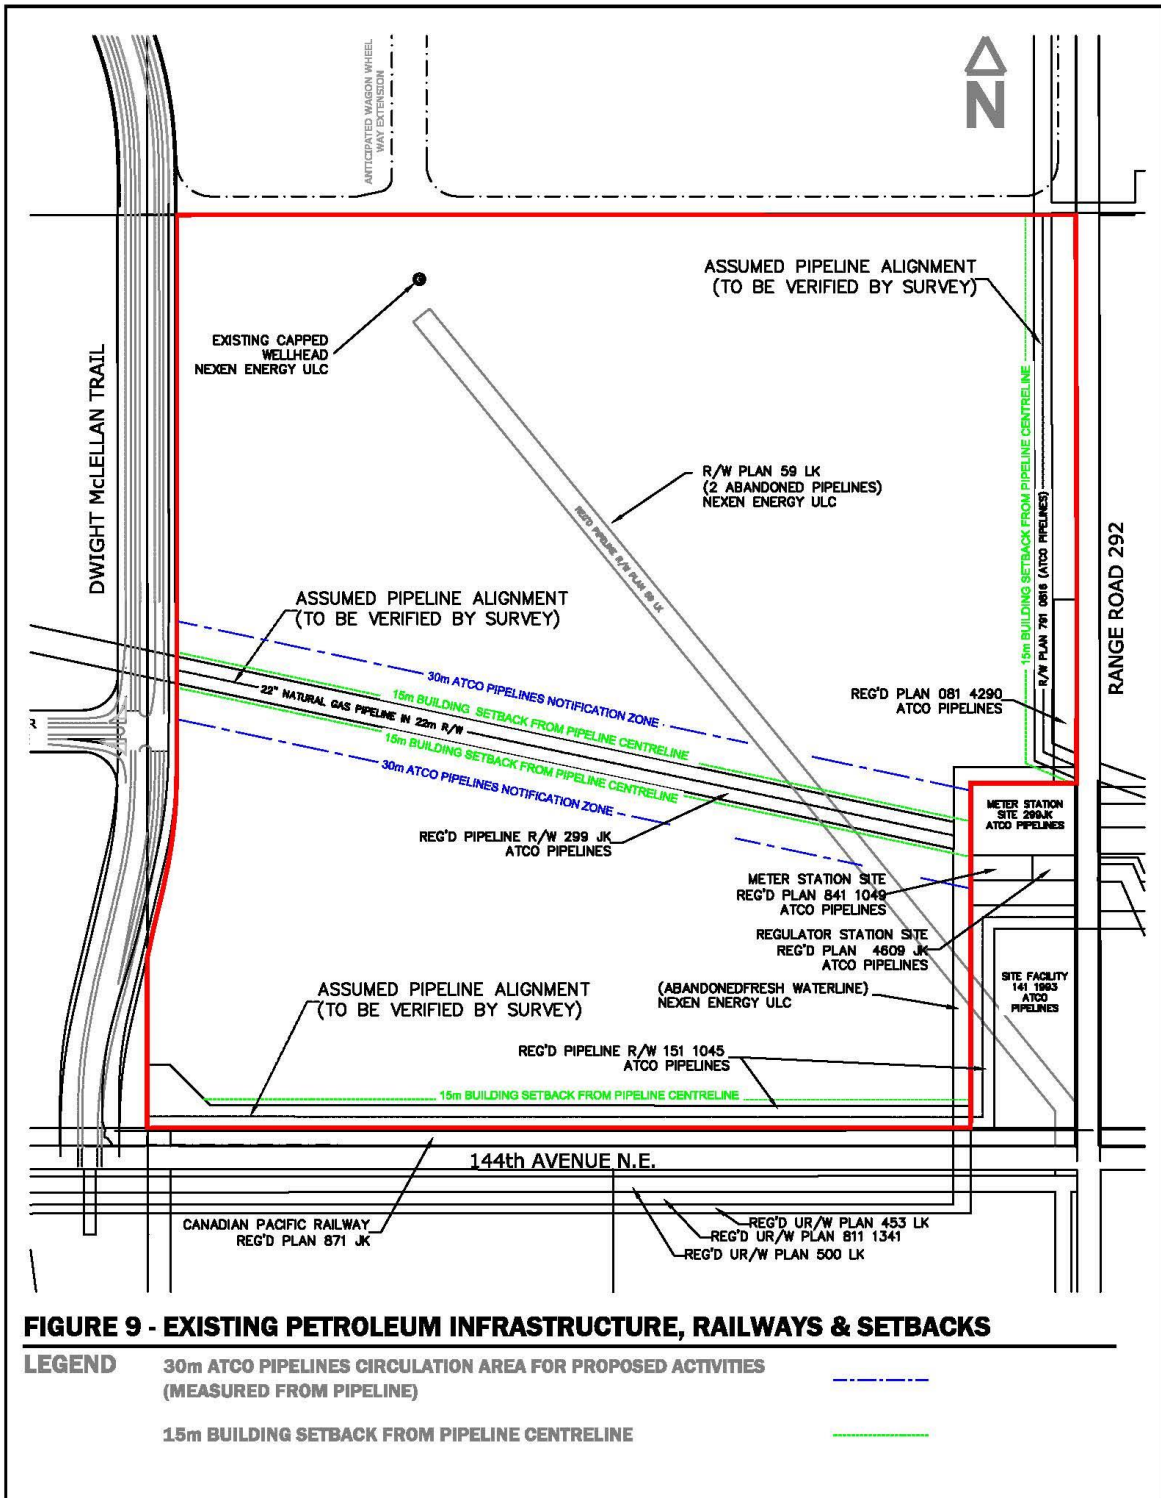 ANTICIPATED WAGON WHEEL
WAY EXTENSION
N
ASSUMED PIPELINE ALIGNMENT
(TO BE VERIFIED BY SURVEY)
EXISTING CAPPED
WELLHEAD
NEXEN ENERGY ULC
DWIGHT McLELLAN TRAIL
R/W PLAN 59 LK
(2 ABANDONED PIPELINES)
NEXEN ENERGY ULC
REG'D PIPELINE R/W PLAN 59 LK
15m BUILDING SETBACK FROM PIPELINE CENTRELINE
R/W PLAN 791 0816 (ATCO PIPELINES)
RANGE ROAD 292
ASSUMED PIPELINE ALIGNMENT
(TO BE VERIFIED BY SURVEY)
30m ATCO PIPELINES NOTIFICATION ZONE
15m BUILDING SETBACK FROM PIPELINE CENTRELINE
22" NATURAL GAS PIPELINE IN 22m R/W
15m BUILDING SETBACK FROM PIPELINE CENTRELINE
30m ATCO PIPELINES NOTIFICATION ZONE
REG'D PLAN 081 4290
ATCO PIPELINES
R
METER STATION
SITE 299JK
ATCO PIPELINES
REG'D PIPELINE R/W 299 JK
ATCO PIPELINES
METER STATION SITE
REG'D PLAN 841 1049
ATCO PIPELINES
REGULATOR STATION SITE
REG'D PLAN 4609 JK
ATCO PIPELINES
SITE FACILITY
141 1993
ATCO
PIPELINES
(ABANDONEDFRESH WATERLINE)
NEXEN ENERGY ULC
ASSUMED PIPELINE ALIGNMENT
(TO BE VERIFIED BY SURVEY)
REG'D PIPELINE R/W 151 1045
ATCO PIPELINES
15m BUILDING SETBACK FROM PIPELINE CENTRELINE
144th AVENUE N.E.
CANADIAN PACIFIC RAILWAY
REG'D PLAN 871 JK
REG'D UR/W PLAN 453 LK
REG'D UR/W PLAN 811 1341
REG'D UR/W PLAN 500 LK
FIGURE 9 - EXISTING PETROLEUM INFRASTRUCTURE, RAILWAYS & SETBACKS
LEGEND
30m ATCO PIPELINES CIRCULATION AREA FOR PROPOSED ACTIVITIES
(MEASURED FROM PIPELINE)
15m BUILDING SETBACK FROM PIPELINE CENTRELINE